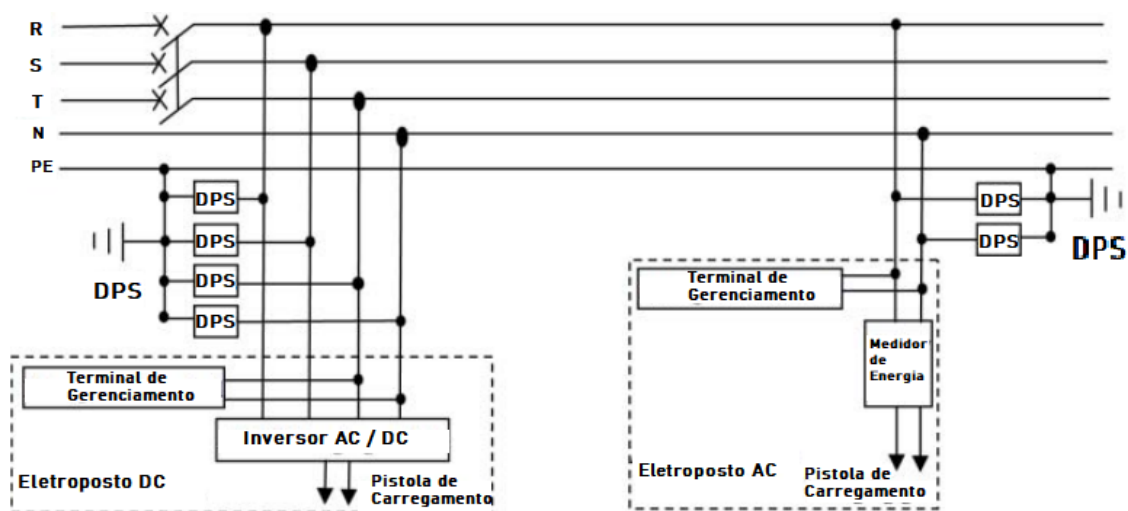 R
S
T
N
PE
DPS
DPS
DPS
DPS
DPS
Terminal de
Gerenciamento
Inversor AC / DC
Eletroposto DC
Pistola de
Carregamento
DPS
DPS
DPS
Terminal de
Gerenciamento
Medidor
de
Energia
Eletroposto AC
Pistola de
Carregamento